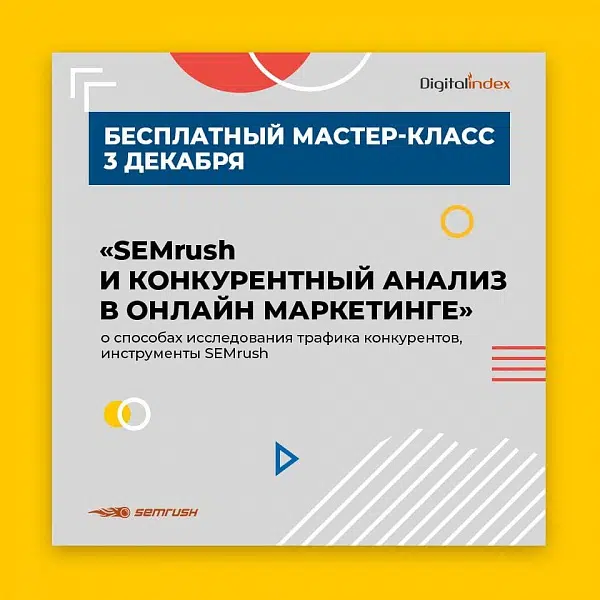 Digitalindex
БЕСПЛАТНЫЙ МАСТЕР-КЛАСС
3 ДЕКАБРЯ
«SEMrush
И КОНКУРЕНТНЫЙ АНАЛИЗ
В ОНЛАЙН МАРКЕТИНГЕ»
о способах исследования трафика конкурентов,
инструменты SEMrush
semrush